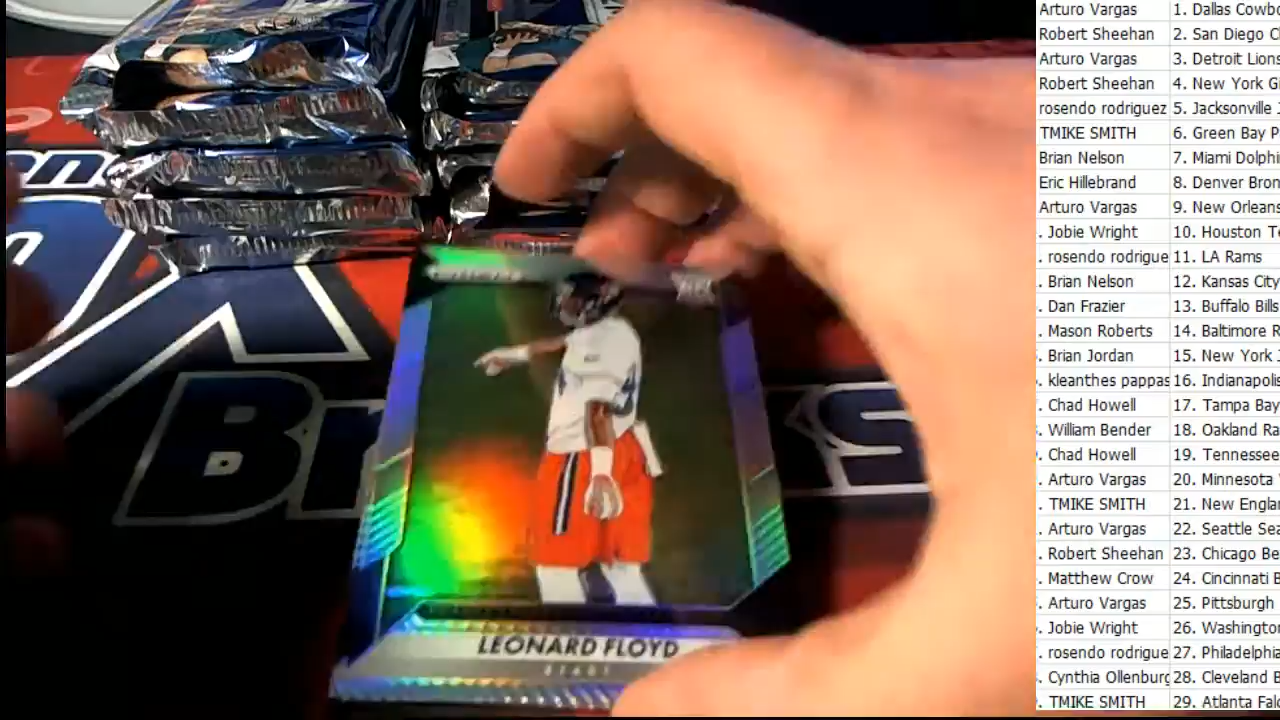 Arturo Vargas 1. Dallas Cowbo
Robert Sheehan 2. San Diego C
Arturo Vargas 3. Detroit Lions
Robert Sheehan 4. New York G
rosendo rodriguez 5. Jacksonville J
TMIKE SMITH 6. Green Bay P
Brian Nelson 7. Miami Dolphi
Eric Hillebrand 8. Denver Bron
Arturo Vargas 9. New Orleans
. Jobie Wright 10. Houston Te
. rosendo rodrigue 11. LA Rams
. Brian Nelson 12. Kansas City
. Dan Frazier 13. Buffalo Bills
. Mason Roberts 14. Baltimore R
. Brian Jordan 15. New York J
. kleanthes pappas 16. Indianapolis
. Chad Howell 17. Tampa Bay
. William Bender 18. Oakland Ra
. Chad Howell 19. Tennessee
. Arturo Vargas 20. Minnesota V
. TMIKE SMITH 21. New Englan
. Arturo Vargas 22. Seattle Sea
. Robert Sheehan 23. Chicago Be
. Matthew Crow 24. Cincinnati B
. Arturo Vargas 25. Pittsburgh
. Jobie Wright 26. Washington
. rosendo rodrigue 27. Philadelphia
. Cynthia Ollenburg 28. Cleveland B
. TMIKE SMITH 29. Atlanta Falc
LEONARD FLOYD
BEARS